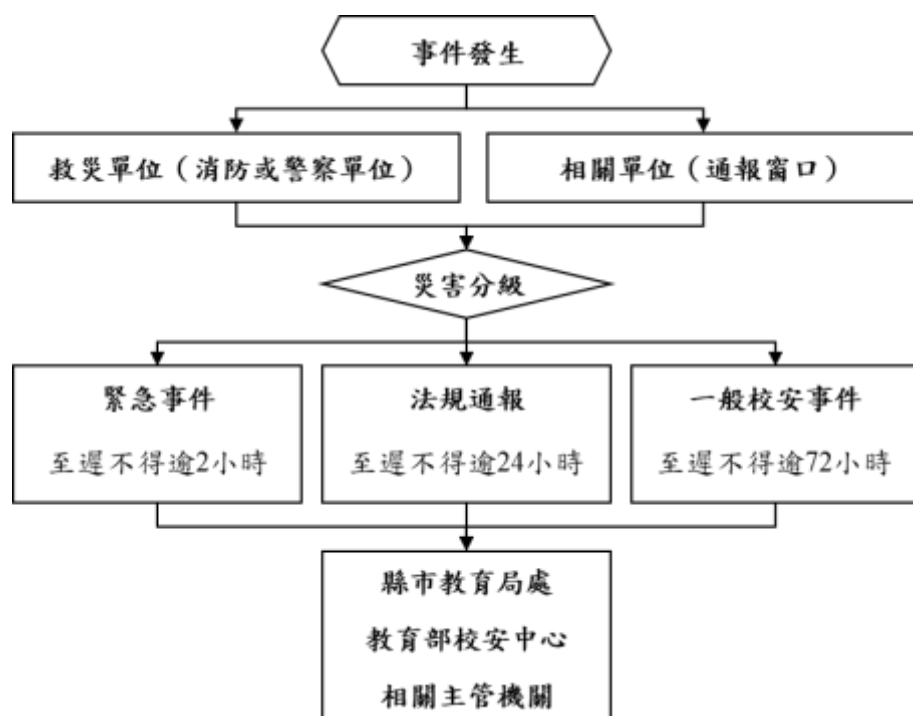 事件發生
救災單位（消防或警察單位）
相關單位（通報窗口）
災害分級
緊急事件
至遲不得逾2小時
法規通報
至遲不得逾24小時
一般校安事件
至遲不得逾72小時
縣市教育局處
教育部校安中心
相關主管機關